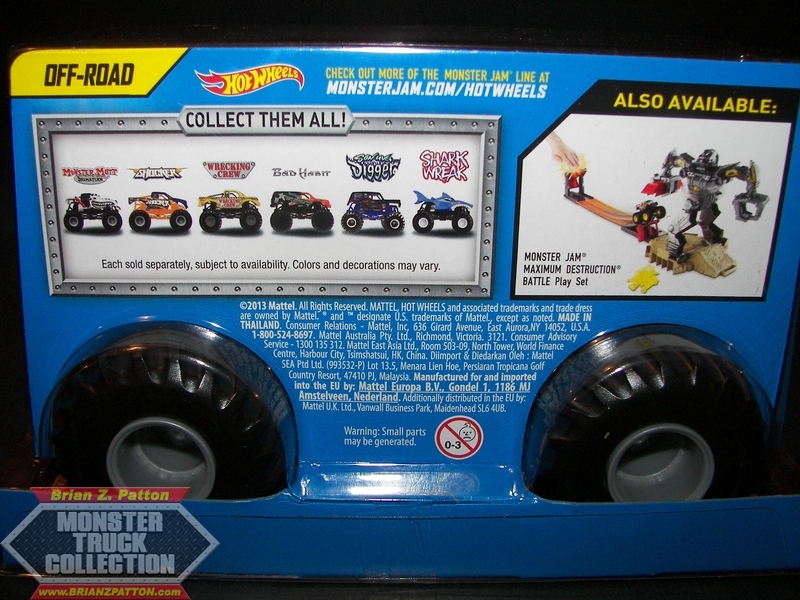 OFF-ROAD
HOT WHEELS
CHECK OUT MORE OF THE MONSTER JAM® LINE AT
MONSTERJAM.COM/HOTWHEELS
COLLECT THEM ALL!
MONSTER MUTT
DALMATIAN
SHOCKER
WRECKING
CREW
BAD HABIT
Son uva
Digger
SHARK
WREAK
Each sold separately, subject to availability. Colors and decorations may vary.
ALSO AVAILABLE:
MONSTER JAM®
MAXIMUM DESTRUCTION®
BATTLE Play Set
©2013 Mattel. All Rights Reserved. MATTEL, HOT WHEELS and associated trademarks and trade dress
are owned by Mattel. ® and ™ designate U.S. trademarks of Mattel, except as noted. MADE IN
THAILAND. Consumer Relations - Mattel, Inc, 636 Girard Avenue, East Aurora,NY 14052, U.S.A.
1-800-524-8697. Mattel Australia Pty. Ltd., Richmond, Victoria. 3121. Consumer Advisory
Service - 1300 135 312. Mattel East Asia Ltd., Room 503-09, North Tower, World Finance
Centre, Harbour City, Tsimshatsui, HK, China. Diimport & Diedarkan Oleh : Mattel
SEA Ptd Ltd. (993532-P) Lot 13.5, Menara Lien Hoe, Persiaran Tropicana Golf
Country Resort, 47410 PJ, Malaysia. Manufactured for and imported
into the EU by: Mattel Europa B.V., Gondel 1, 1186 MJ
Amstelveen, Nederland. Additionally distributed in the EU by:
Mattel U.K. Ltd., Vanwall Business Park, Maidenhead SL6 4UB.
Warning: Small parts
may be generated.
0-3
Brian Z. Patton
MONSTER
TRUCK
COLLECTION
www.BRIANZPATTON.com